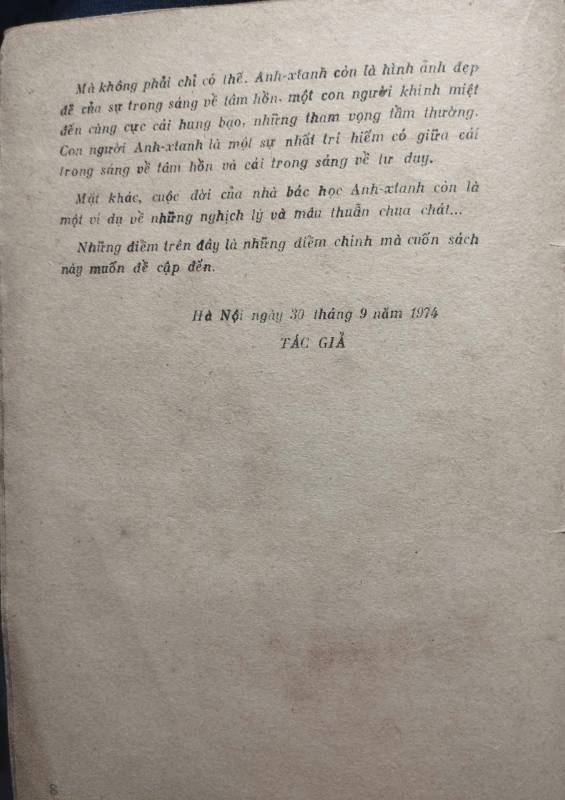 Mà không phải chỉ có thế. Anh-xtanh còn là hình ảnh đẹp
đẽ của sự trong sáng về tâm hồn, một con người khinh miệt
đến cùng cực cái hung bạo, những tham vọng tầm thường.
Con người Anh-xtanh là một sự nhất trí hiếm có giữa cái
trong sáng về tâm hồn và cái trong sáng về tư duy.
Mặt khác, cuộc đời của nhà bác học Anh-xtanh còn là
một ví dụ về những nghịch lý và mâu thuẫn chua chát...
Những điểm trên đây là những điểm chính mà cuốn sách
này muốn đề cập đến.
Hà Nội ngày 30 tháng 9 năm 1974
TÁC GIẢ
8